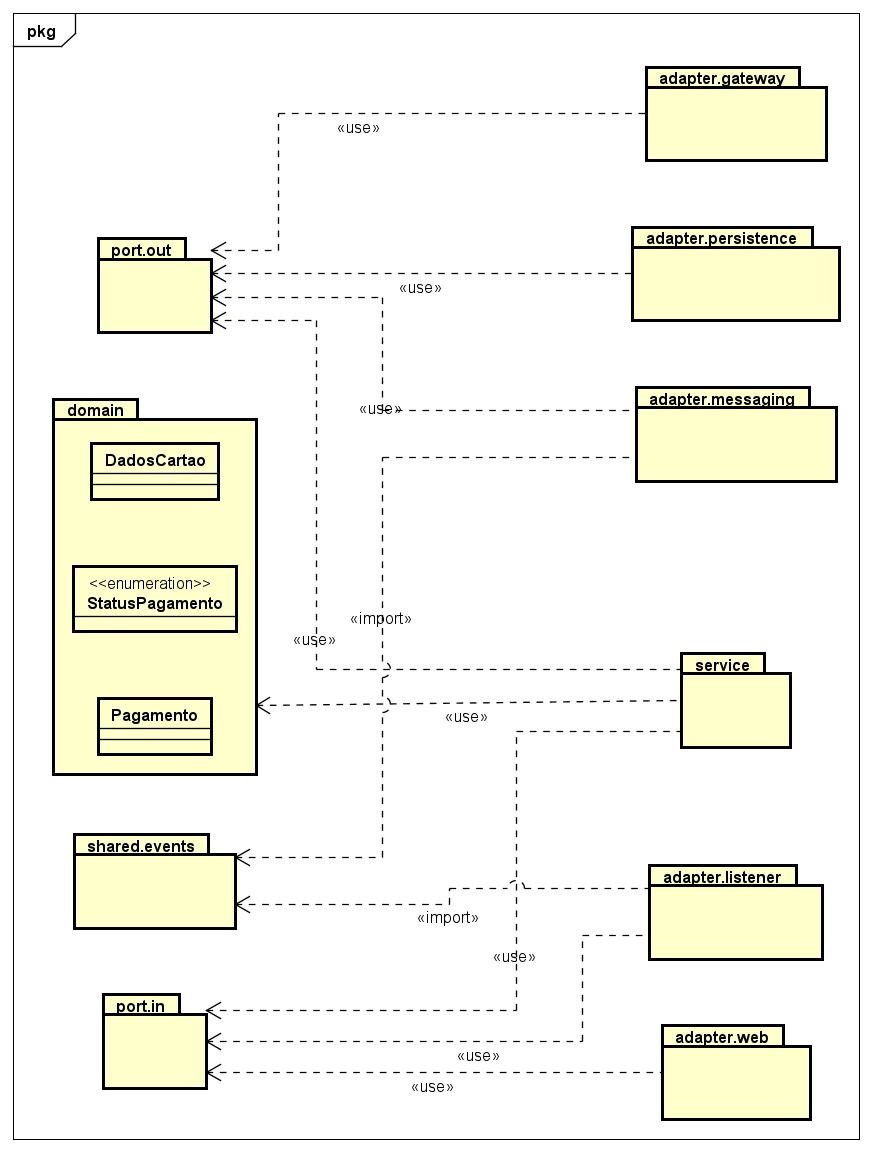 pkg
adapter.gateway
«use»
port.out
adapter.persistence
«use»
adapter.messaging
«use»
domain
DadosCartao
<<enumeration>>
StatusPagamento
«import»
«use»
service
Pagamento
«use»
shared.events
adapter.listener
«import»
«use»
port.in
adapter.web
«use»
«use»